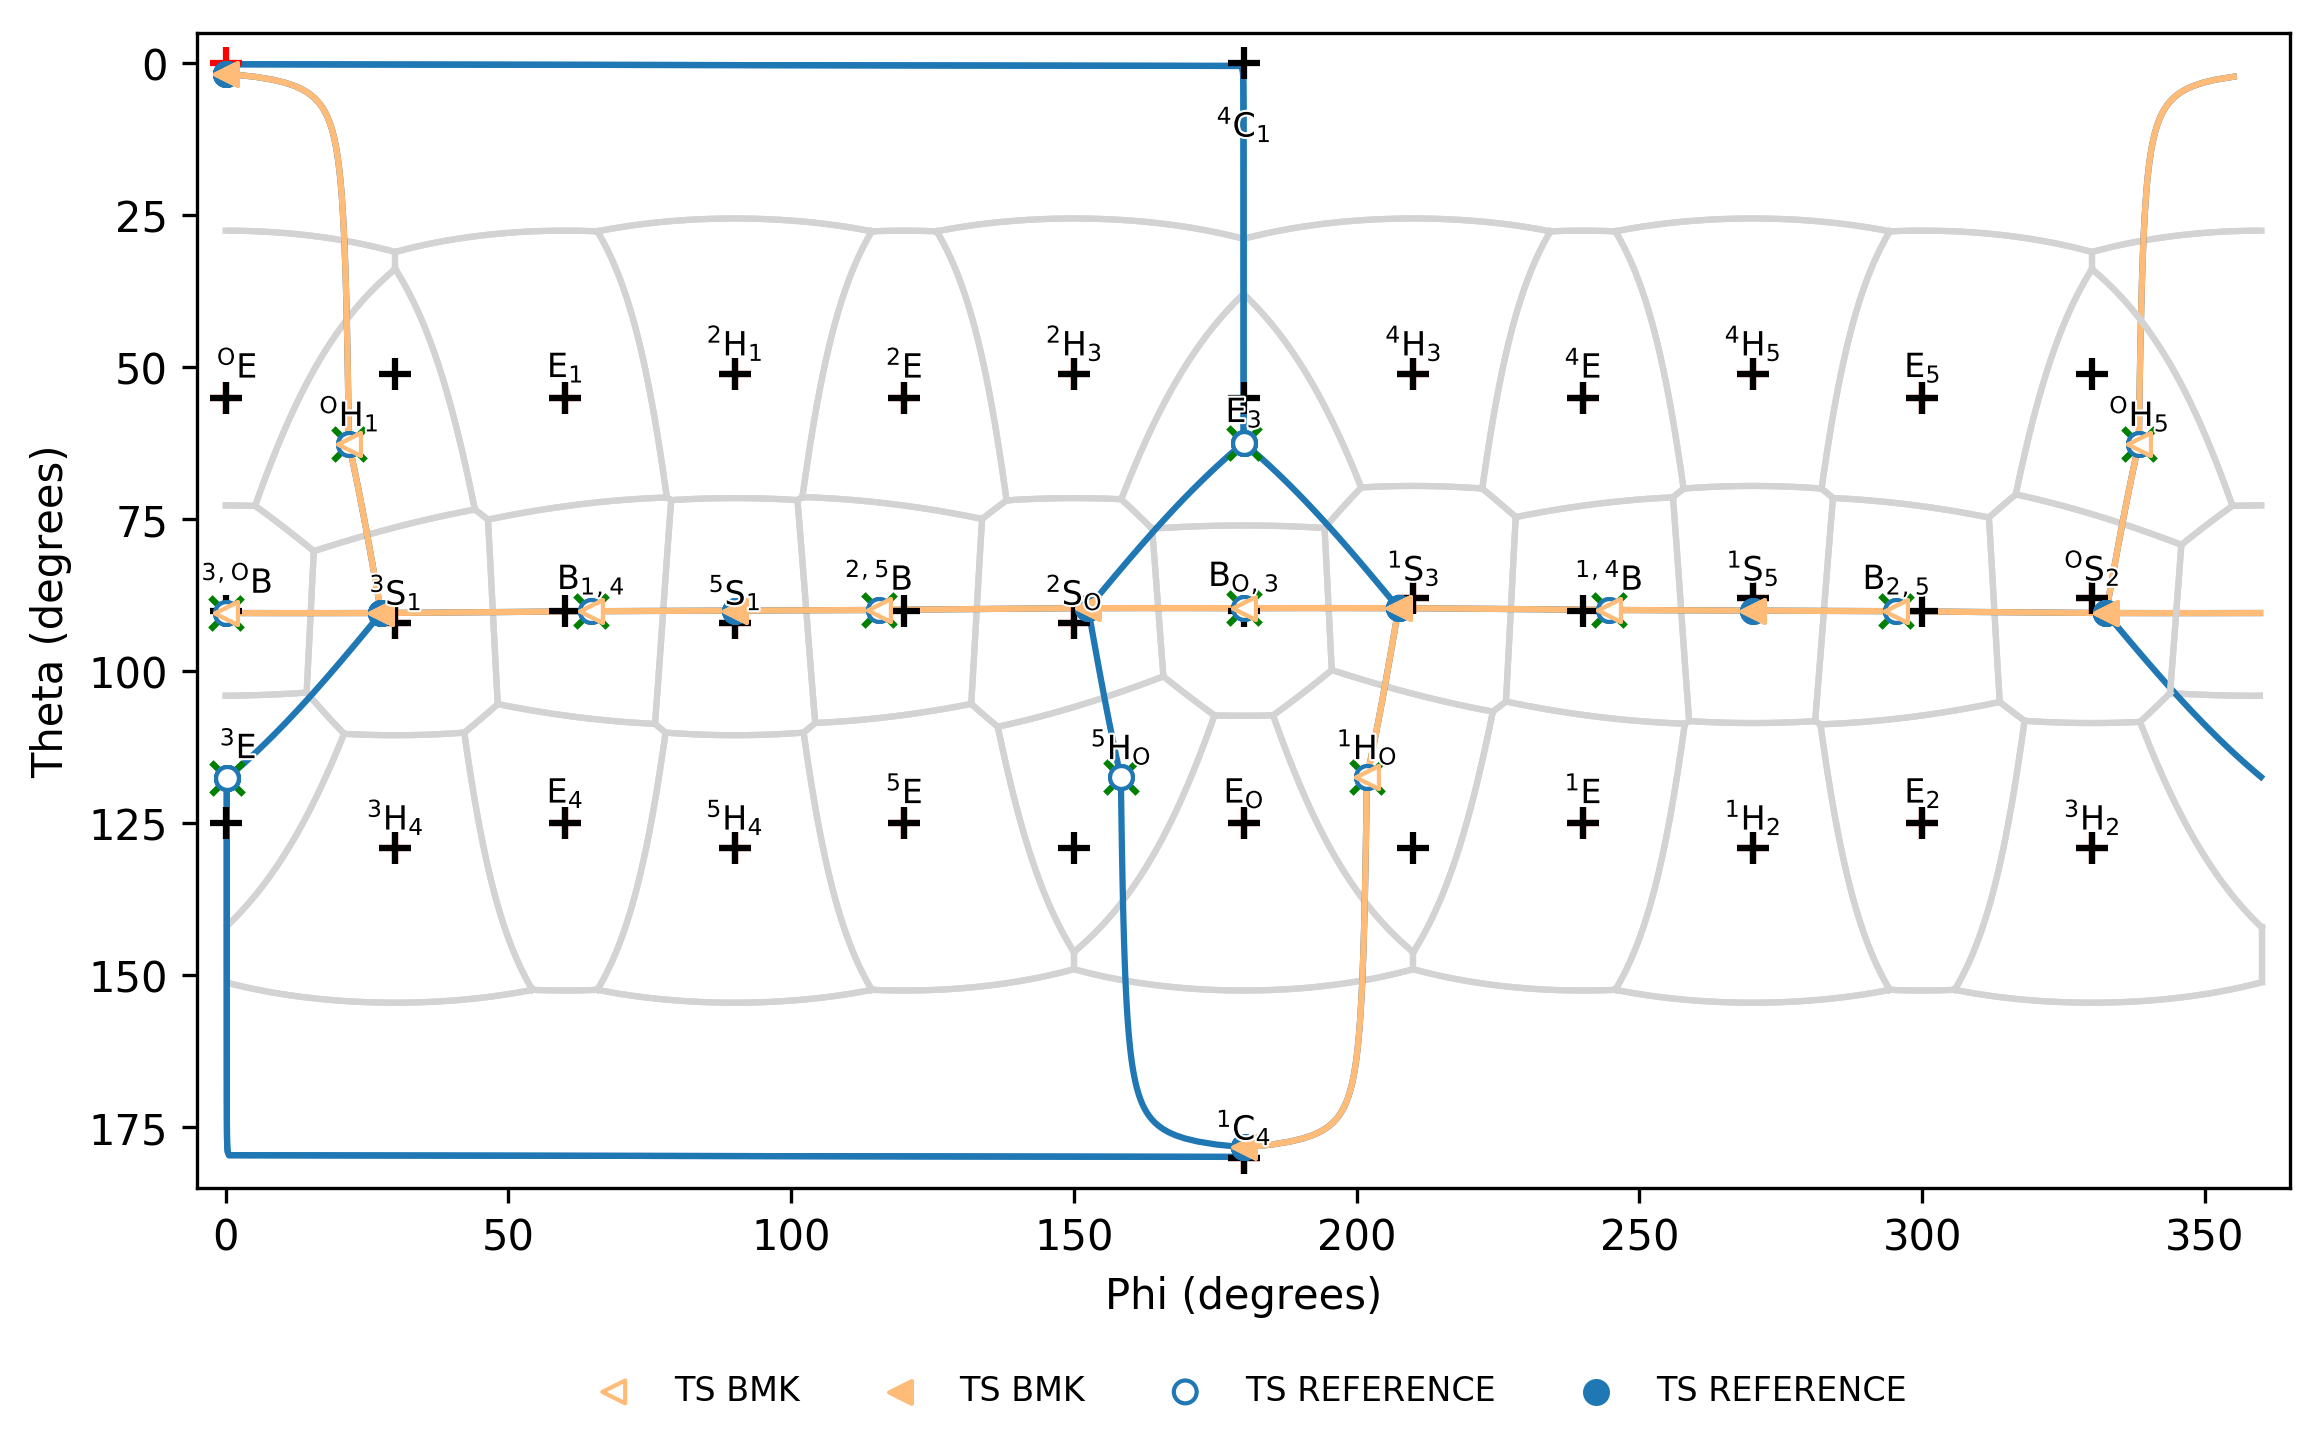 0
⁴C₁
25
²H₁ ²H₃ ⁴H₃ ⁴H₅
50 ᴼE E₁ ²E ⁴E E₅
ᴼH₁ E₃ ᴼH₅
75
³,ᴼB ³S₁ B₁,₄ ⁵S₁ ²,⁵B ²Sₒ Bₒ,₃ ¹S₃ ¹,⁴B ¹S₅ B₂,₅ ᴼS₂
100
³E ⁵Hₒ ¹Hₒ
125 ³H₄ E₄ ⁵H₄ ⁵E Eₒ ¹E ¹H₂ E₂ ³H₂
150
175 ¹C₄
Theta (degrees)
0 50 100 150 200 250 300 350
Phi (degrees)
TS BMK TS BMK TS REFERENCE TS REFERENCE